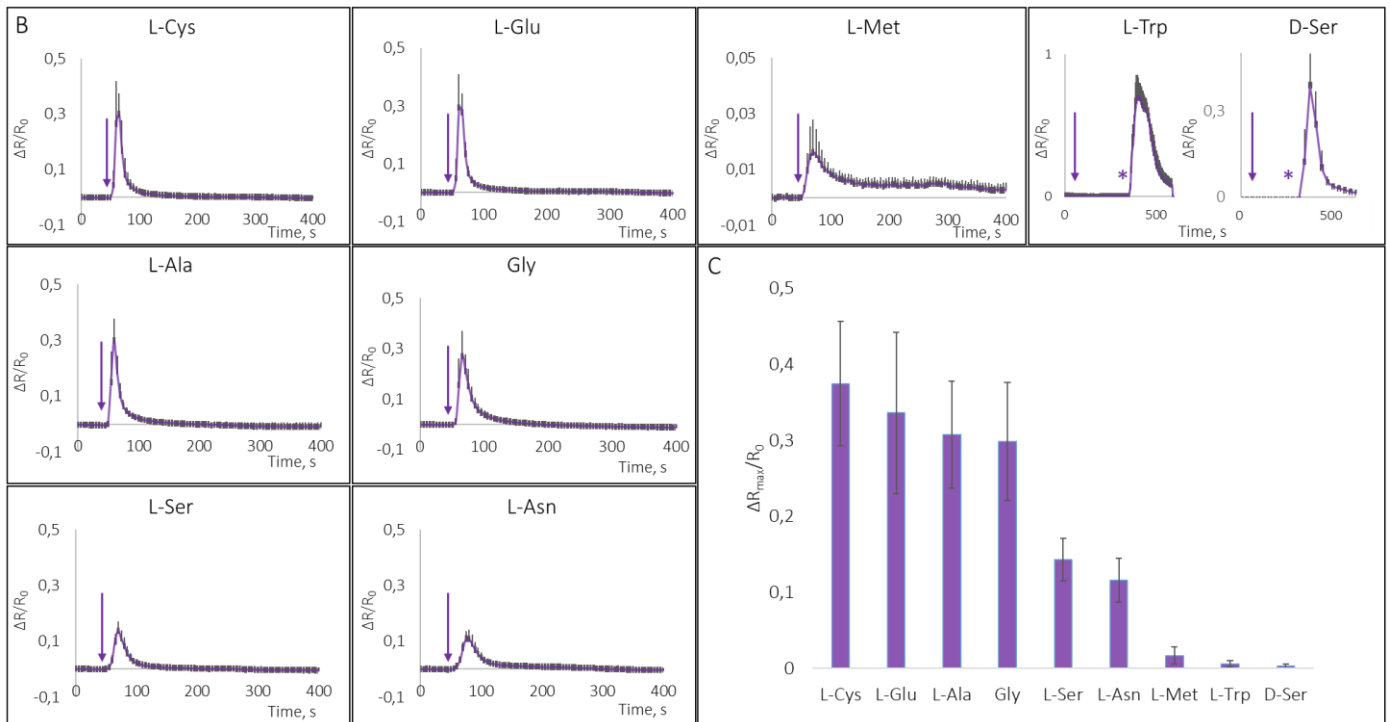 B
L-Cys
0,5
0,3
0,1
-0,1
ΔR/R0
0 100 200 300 400
Time, s
L-Glu
0,5
0,3
0,1
-0,1
ΔR/R0
0 100 200 300 400
Time, s
L-Met
0,05
0,03
0,01
-0,01
ΔR/R0
0 100 200 300 400
Time, s
L-Trp
1
0
ΔR/R0
*
0 500
D-Ser
0,3
0
ΔR/R0
*
0 500
Time, s
L-Ala
0,5
0,3
0,1
-0,1
ΔR/R0
0 100 200 300 400
Time, s
Gly
0,5
0,3
0,1
-0,1
ΔR/R0
0 100 200 300 400
Time, s
L-Ser
0,5
0,3
0,1
-0,1
ΔR/R0
0 100 200 300 400
Time, s
L-Asn
0,5
0,3
0,1
-0,1
ΔR/R0
0 100 200 300 400
Time, s
C
0,5
0,4
0,3
0,2
0,1
0
ΔRmax/R0
L-Cys L-Glu L-Ala Gly L-Ser L-Asn L-Met L-Trp D-Ser